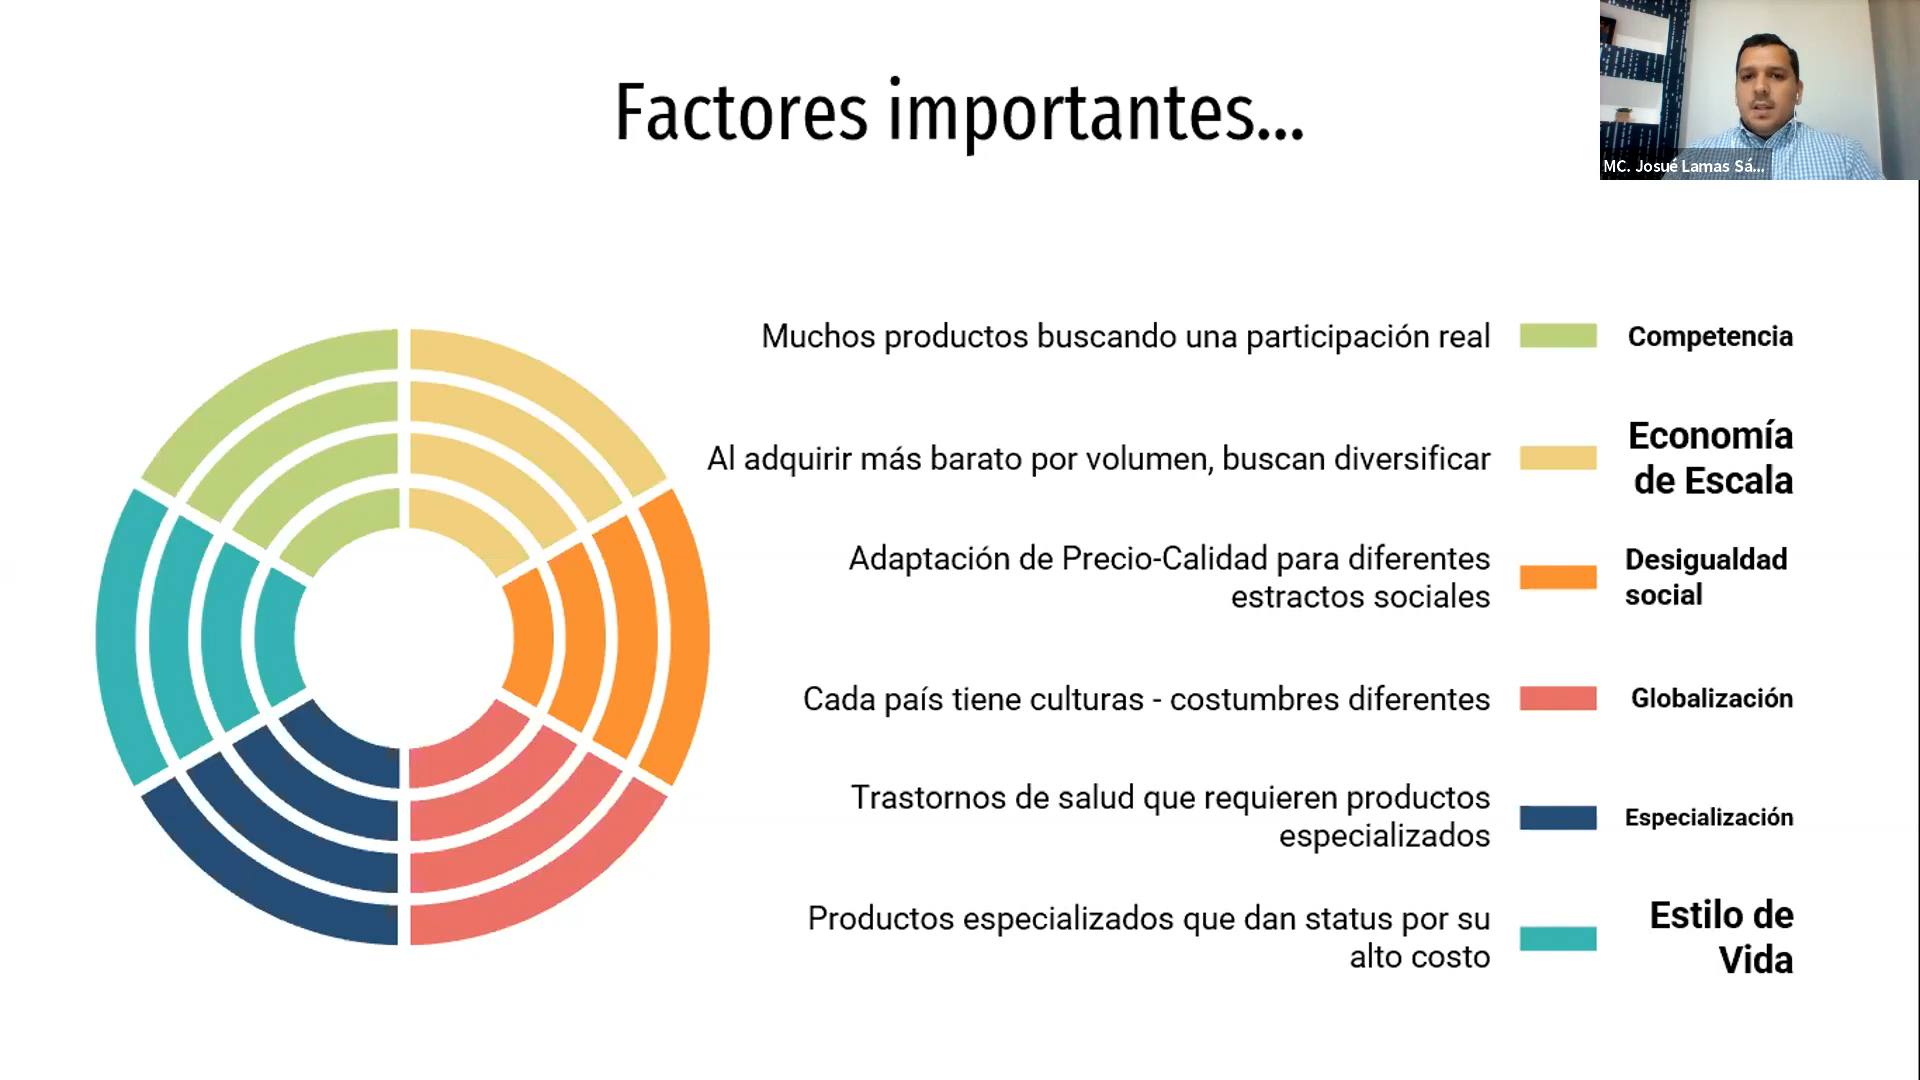 Factores importantes...
MC. Josué Lamas Sá...
Muchos productos buscando una participación real
Competencia
Al adquirir más barato por volumen, buscan diversificar
Economía
de Escala
Adaptación de Precio-Calidad para diferentes
estractos sociales
Desigualdad
social
Cada país tiene culturas - costumbres diferentes
Globalización
Trastornos de salud que requieren productos
especializados
Especialización
Productos especializados que dan status por su
alto costo
Estilo de
Vida